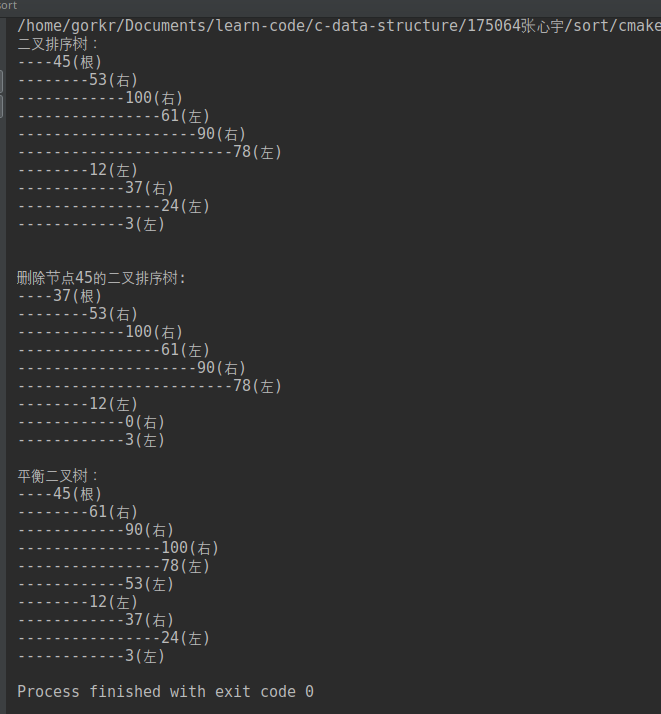 ort
/home/gorkr/Documents/learn-code/c-data-structure/175064张心宇/sort/cmake
二叉排序树：
----45(根)
--------53(右)
------------100(右)
----------------61(左)
--------------------90(右)
------------------------78(左)
--------12(左)
------------37(右)
----------------24(左)
------------3(左)
删除节点45的二叉排序树:
----37(根)
--------53(右)
------------100(右)
----------------61(左)
--------------------90(右)
------------------------78(左)
--------12(左)
------------0(右)
------------3(左)
平衡二叉树：
----45(根)
--------61(右)
------------90(右)
----------------100(右)
----------------78(左)
------------53(左)
--------12(左)
------------37(右)
----------------24(左)
------------3(左)
Process finished with exit code 0